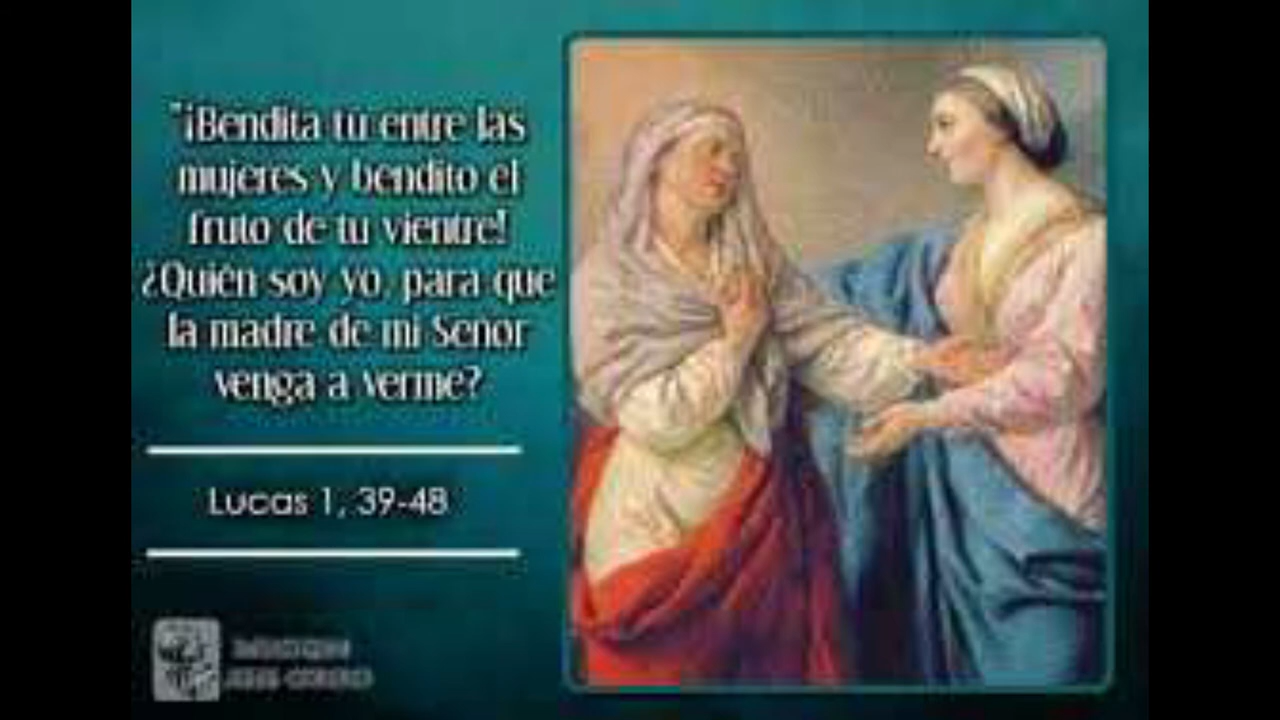 "¡Bendita tú entre las
mujeres y bendito el
fruto de tu vientre!
¿Quién soy yo, para que
la madre de mi Señor
venga a verme?
Lucas 1, 39-48